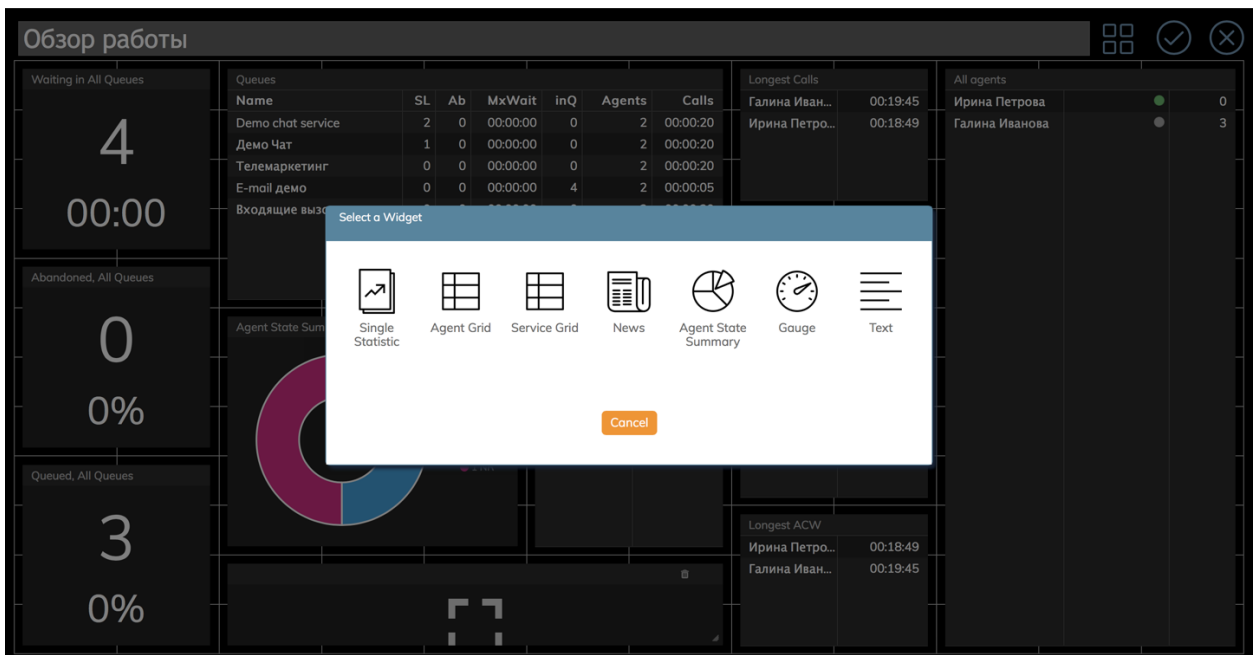 Обзор работы
Waiting in All Queues
4
00:00
Abandoned, All Queues
0
0%
Queued, All Queues
3
0%
Queues
Name SL Ab MxWait inQ Agents Calls
Demo chat service 2 0 00:00:00 0 2 00:00:20
Демо Чат 1 0 00:00:00 0 2 00:00:20
Телемаркетинг 0 0 00:00:00 0 2 00:00:20
E-mail демо 0 0 00:00:00 4 2 00:00:05
Входящие
Agent State
Longest Calls
Галина Иван... 00:19:45
Ирина Петро... 00:18:49
Longest ACW
Ирина Петро... 00:18:49
Галина Иван... 00:19:45
All agents
Ирина Петрова 0
Галина Иванова 3
Select a Widget
Single
Statistic
Agent Grid
Service Grid
News
Agent State
Summary
Gauge
Text
Cancel